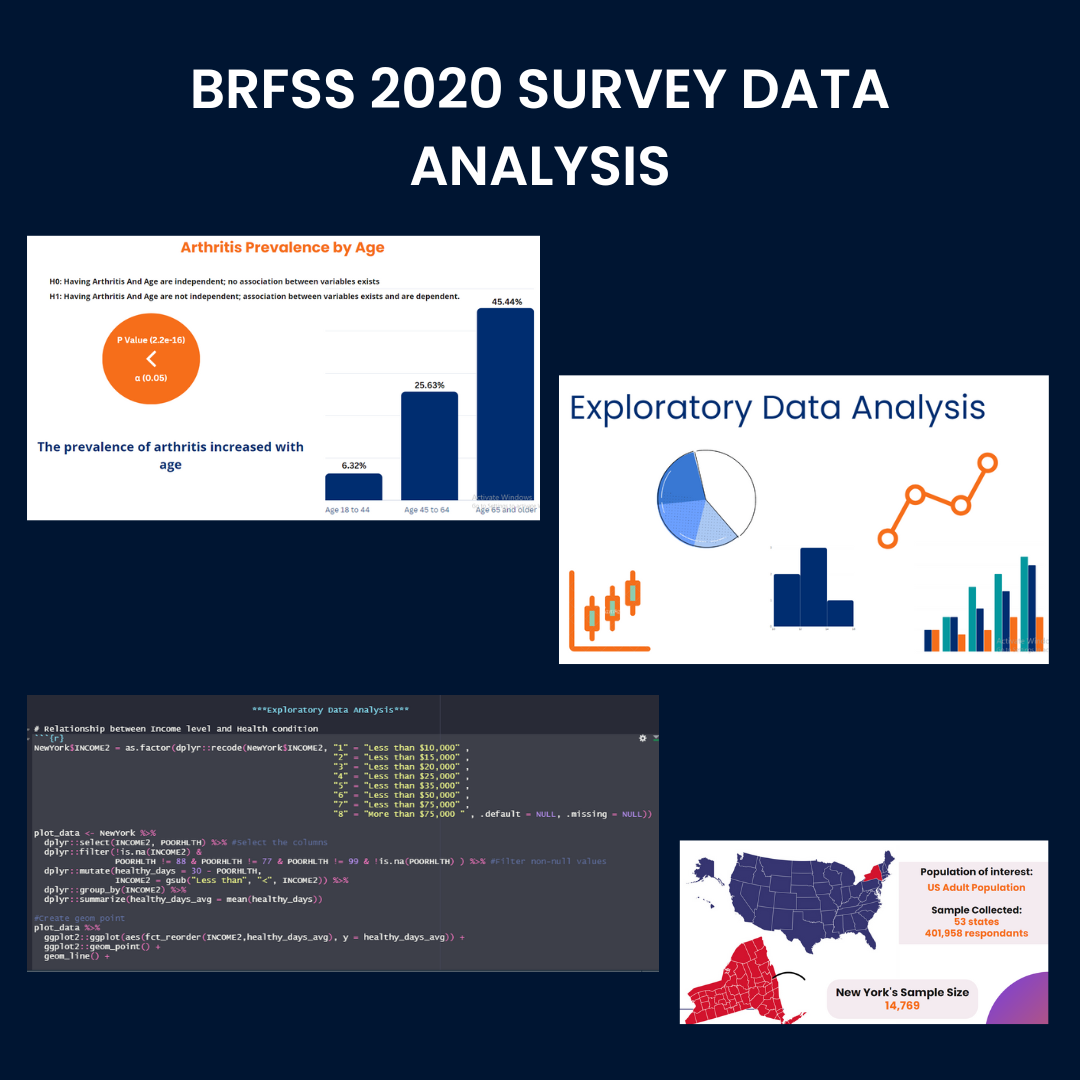 BRFSS 2020 SURVEY DATA
ANALYSIS
Arthritis Prevalence by Age
H0: Having Arthritis And Age are independent; no association between variables exists
H1: Having Arthritis And Age are not independent; association between variables exists and are dependent.
P Value (2.2e-16)
<
α (0.05)
The prevalence of arthritis increased with
age
6.32%
25.63%
45.44%
Activate Windows
Age 18 to 44
Age 45 to 64
Age 65 and older
Exploratory Data Analysis
***Exploratory Data Analysis***
# Relationship between Income level and Health condition
```{r}
NewYork$INCOME2 = as.factor(dplyr::recode(NewYork$INCOME2, "1" = "Less than $10,000" ,
"2" = "Less than $15,000" ,
"3" = "Less than $20,000" ,
"4" = "Less than $25,000" ,
"5" = "Less than $35,000" ,
"6" = "Less than $50,000" ,
"7" = "Less than $75,000" ,
"8" = "More than $75,000 " , .default = NULL, .missing = NULL))
plot_data <- NewYork %>%
dplyr::select(INCOME2, POORHLTH) %>% #Select the columns
dplyr::filter(!is.na(INCOME2) &
POORHLTH != 88 & POORHLTH != 77 & POORHLTH != 99 & !is.na(POORHLTH) ) %>% #Filter non-null values
dplyr::mutate(healthy_days = 30 - POORHLTH,
INCOME2 = gsub("Less than", "<", INCOME2)) %>%
dplyr::group_by(INCOME2) %>%
dplyr::summarize(healthy_days_avg = mean(healthy_days))
#Create geom point
plot_data %>%
ggplot2::ggplot(aes(fct_reorder(INCOME2,healthy_days_avg), y = healthy_days_avg)) +
ggplot2::geom_point() +
geom_line() +
Population of interest:
US Adult Population
Sample Collected:
53 states
401,958 respondants
New York's Sample Size
14,769